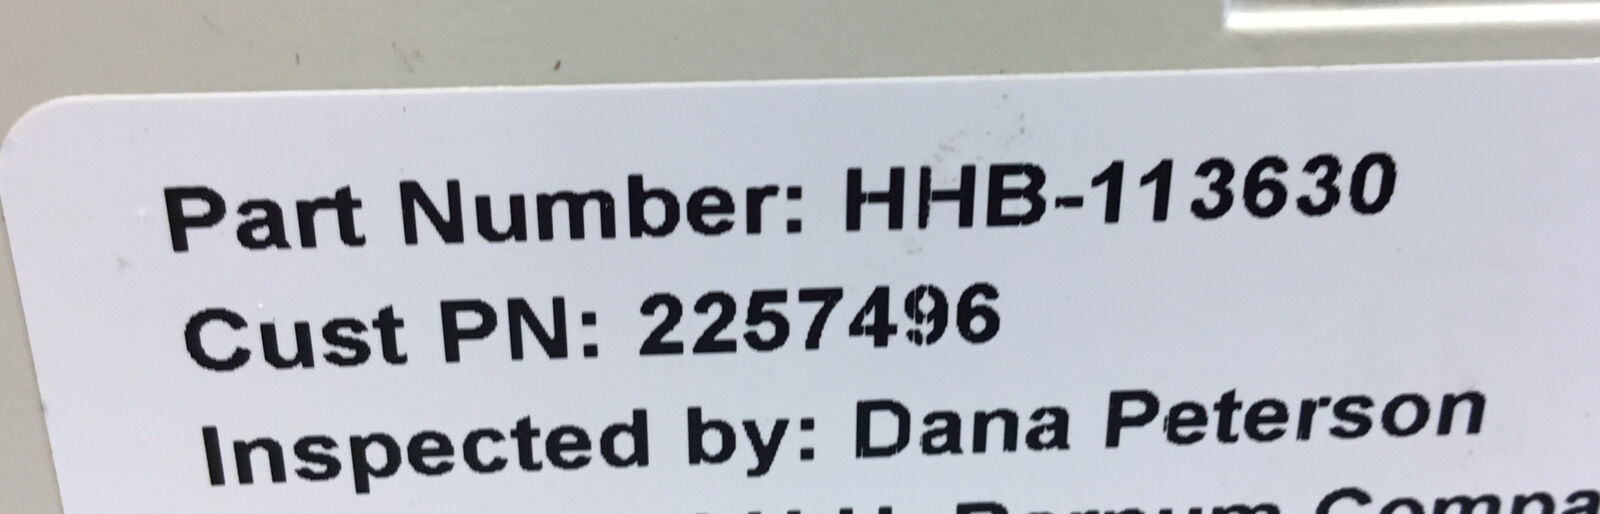 Part Number: HHB-113630
Cust PN: 2257496
Inspected by: Dana Peterson